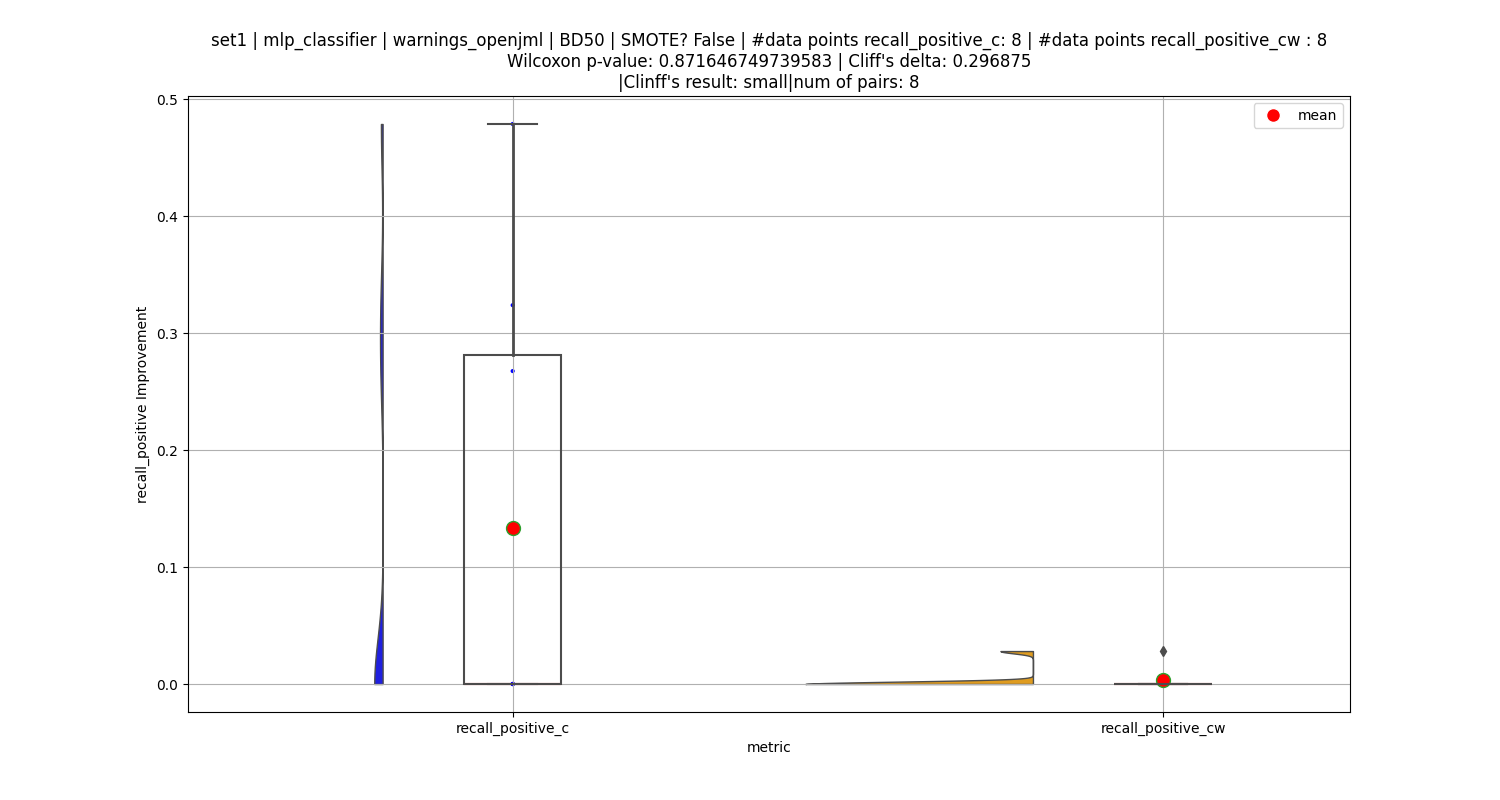 set1 | mlp_classifier | warnings_openjml | BD50 | SMOTE? False | #data points recall_positive_c: 8 | #data points recall_positive_cw : 8
Wilcoxon p-value: 0.871646749739583 | Cliff's delta: 0.296875
|Clinff's result: small|num of pairs: 8
mean
0.5
0.4
0.3
0.2
0.1
0.0
recall_positive Improvement
recall_positive_c
recall_positive_cw
metric